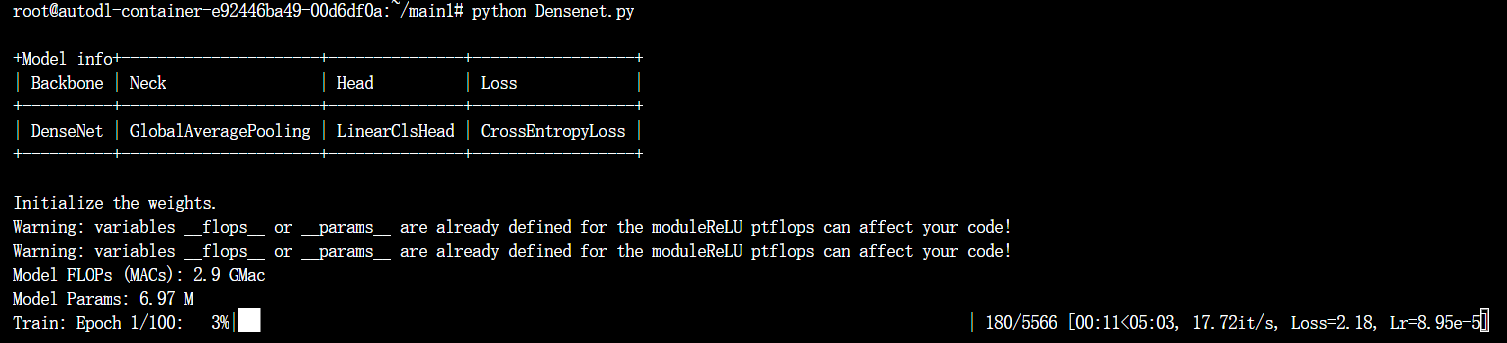 root@autodl-container-e92446ba49-00d6df0a:~/main1# python Densenet.py
+Model info+----------------------+---------------+------------------+
| Backbone | Neck                 | Head          | Loss             |
+----------+----------------------+---------------+------------------+
| DenseNet | GlobalAveragePooling | LinearClsHead | CrossEntropyLoss |
+----------+----------------------+---------------+------------------+
Initialize the weights.
Warning: variables __flops__ or __params__ are already defined for the moduleReLU ptflops can affect your code!
Warning: variables __flops__ or __params__ are already defined for the moduleReLU ptflops can affect your code!
Model FLOPs (MACs): 2.9 GMac
Model Params: 6.97 M
Train: Epoch 1/100:   3%|██ | 180/5566 [00:11<05:03, 17.72it/s, Loss=2.18, Lr=8.95e-5]